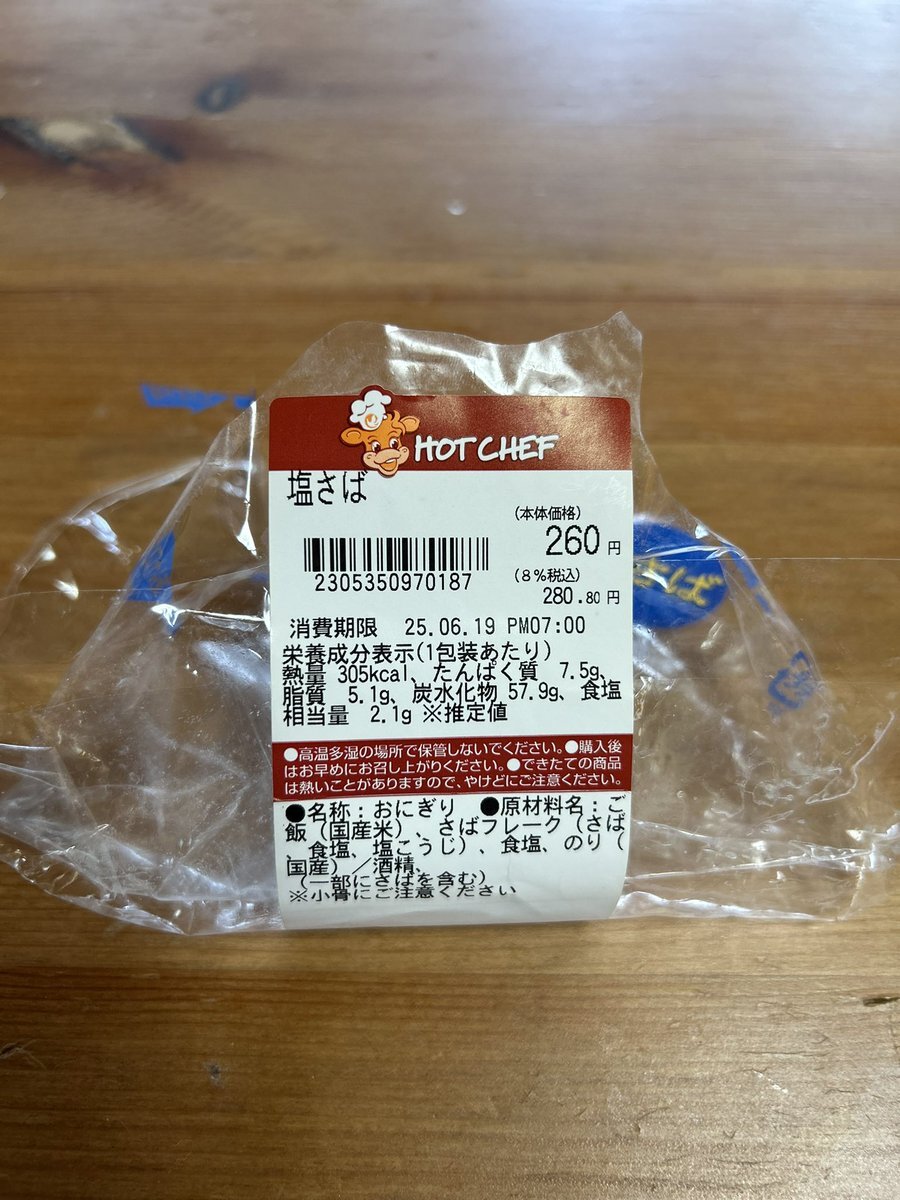 HOT CHEF
塩さば
(本体価格)
260 円
2305350970187
(8%税込)
280.80 円
消費期限 25.06.19 PM07:00
栄養成分表示(1包装あたり)
熱量 305kcal、たんぱく質 7.5g、
脂質 5.1g、炭水化物 57.9g、食塩
相当量 2.1g ※推定値
●高温多湿の場所で保管しないでください。●購入後
はお早めにお召し上がりください。●できたての商品
は熱いことがありますので、やけどにご注意ください。
●名称：おにぎり ●原材料名：ご
飯（国産米）、さばフレーク（さば
、食塩、塩こうじ）、食塩、のり（
国産）／酒精、
（一部にさばを含む）
※小骨にご注意ください
さば